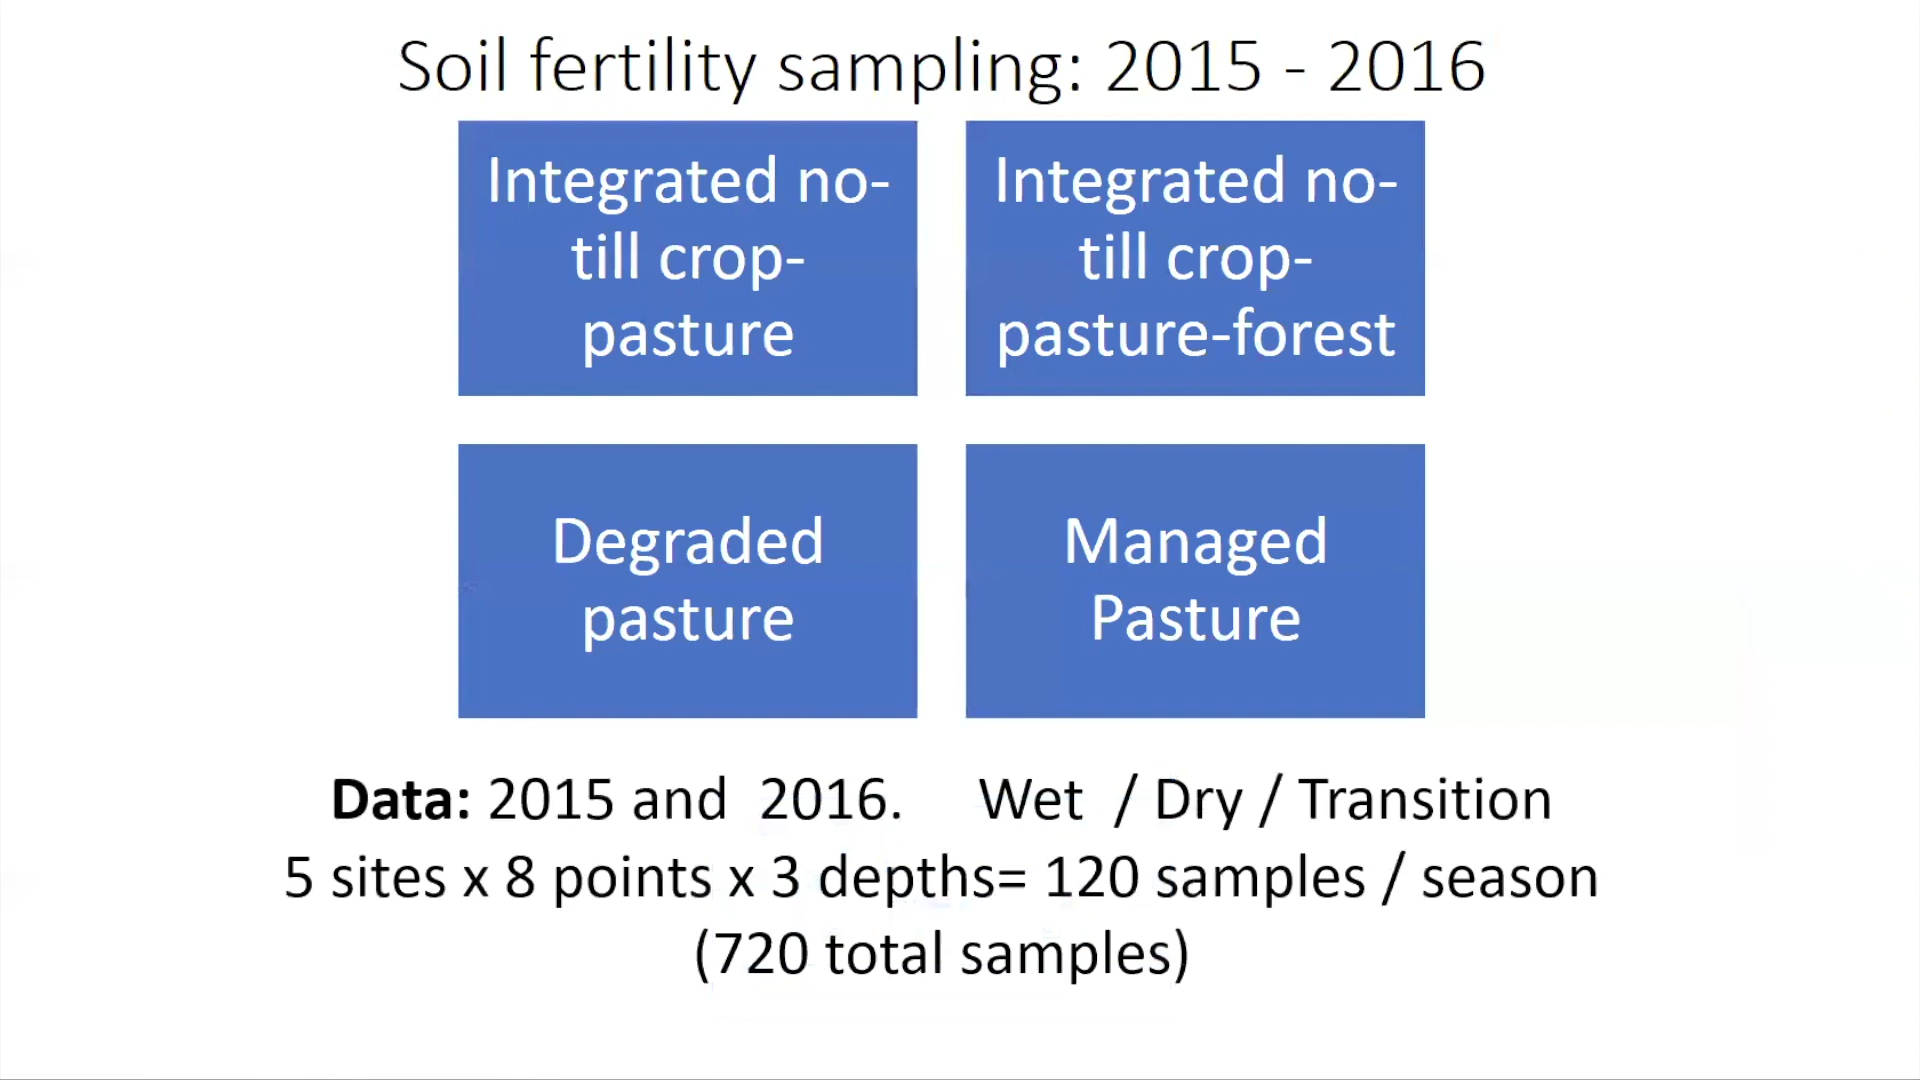 Soil fertility sampling: 2015 - 2016
Integrated no-
till crop-
pasture
Integrated no-
till crop-
pasture-forest
Degraded
pasture
Managed
Pasture
Data: 2015 and  2016.    Wet  / Dry / Transition
5 sites x 8 points x 3 depths= 120 samples / season
(720 total samples)